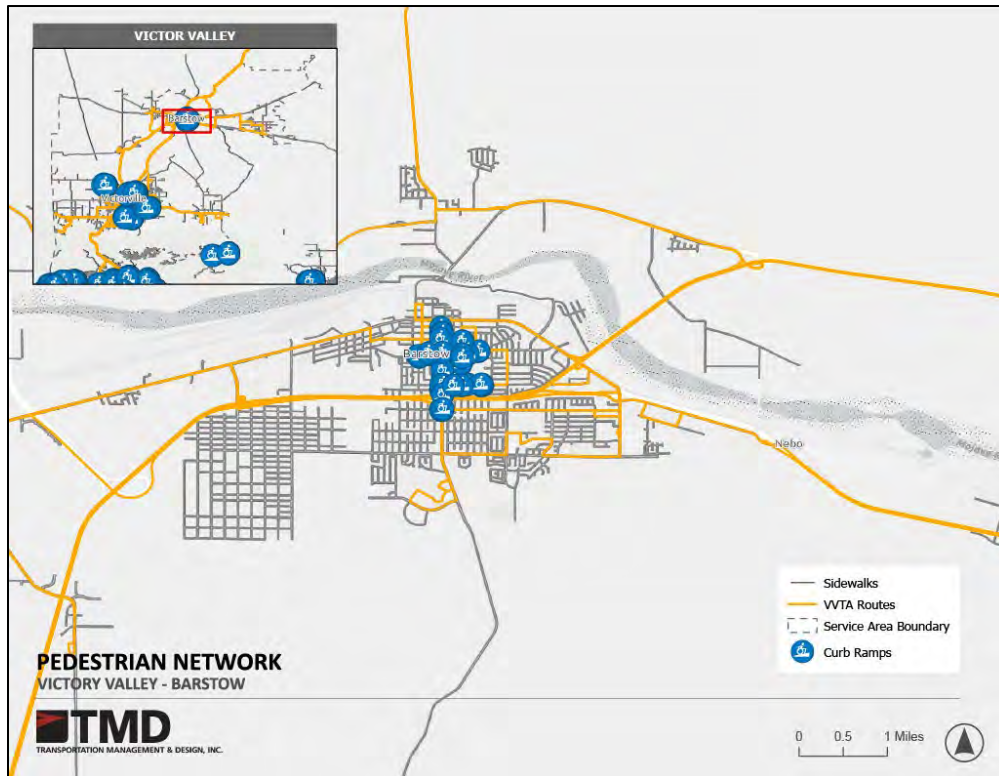 VICTOR VALLEY
Barstow
Victorville
Mojave River
Barstow
Nebo
Sidewalks
VVTA Routes
Service Area Boundary
Curb Ramps
PEDESTRIAN NETWORK
VICTORY VALLEY - BARSTOW
TMD
TRANSPORTATION MANAGEMENT & DESIGN, INC.
0 0.5 1 Miles